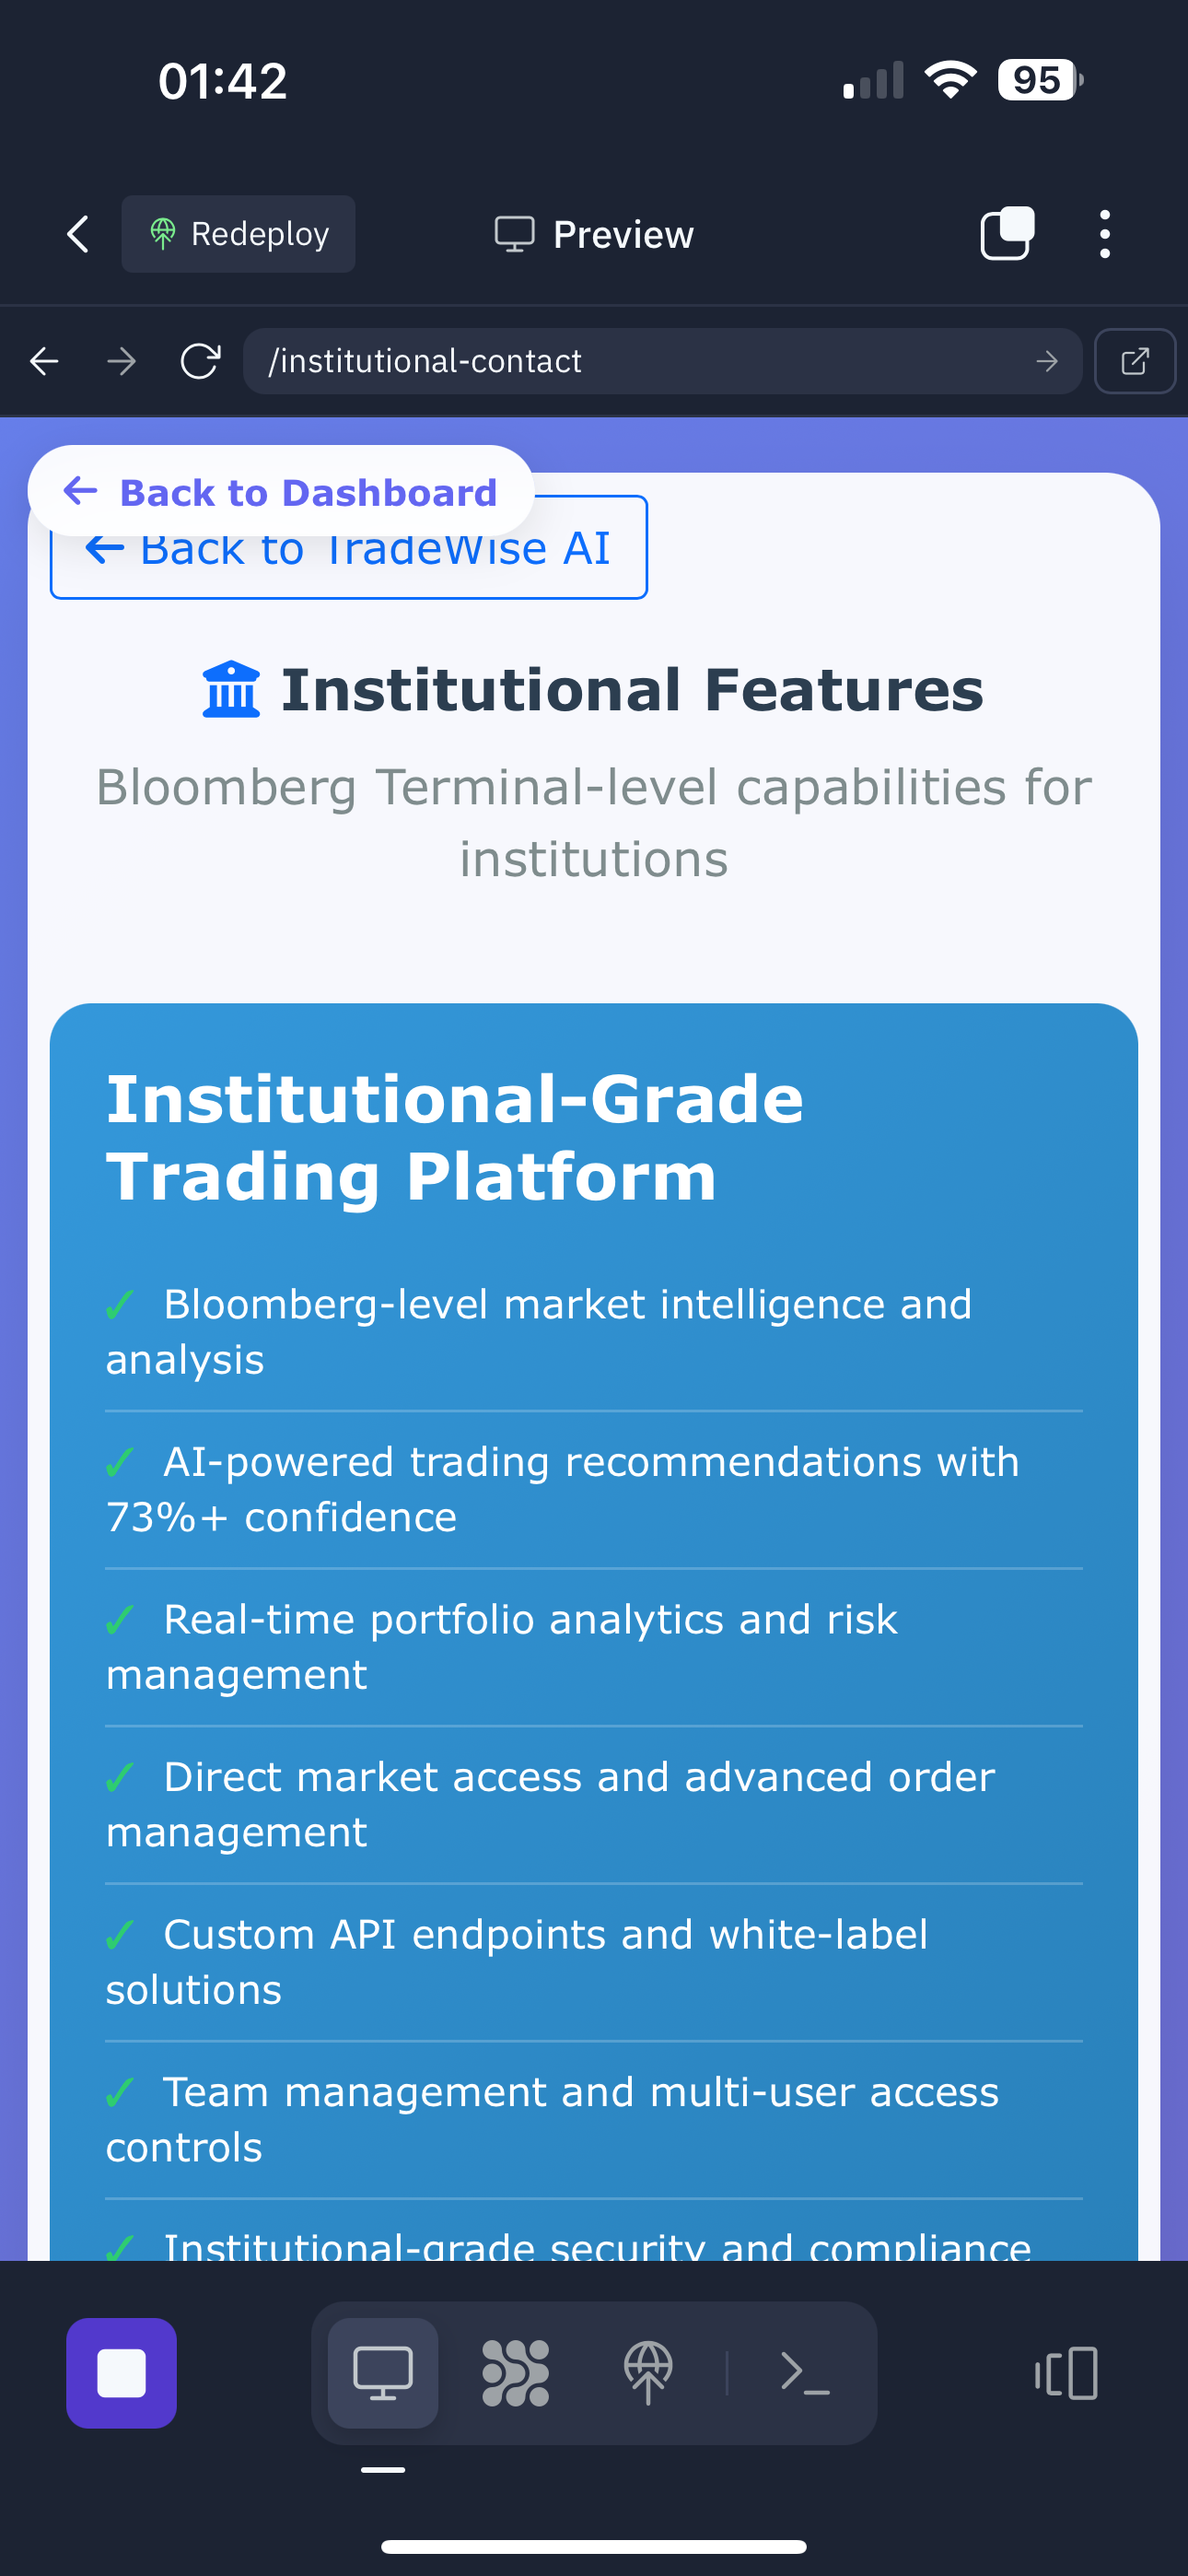 01:42
95
Redeploy
Preview
/institutional-contact
Back to Dashboard
Back to TradeWise AI
Institutional Features
Bloomberg Terminal-level capabilities for
institutions
Institutional-Grade
Trading Platform
✓ Bloomberg-level market intelligence and
analysis
✓ AI-powered trading recommendations with
73%+ confidence
✓ Real-time portfolio analytics and risk
management
✓ Direct market access and advanced order
management
✓ Custom API endpoints and white-label
solutions
✓ Team management and multi-user access
controls
✓ Institutional-grade security and compliance